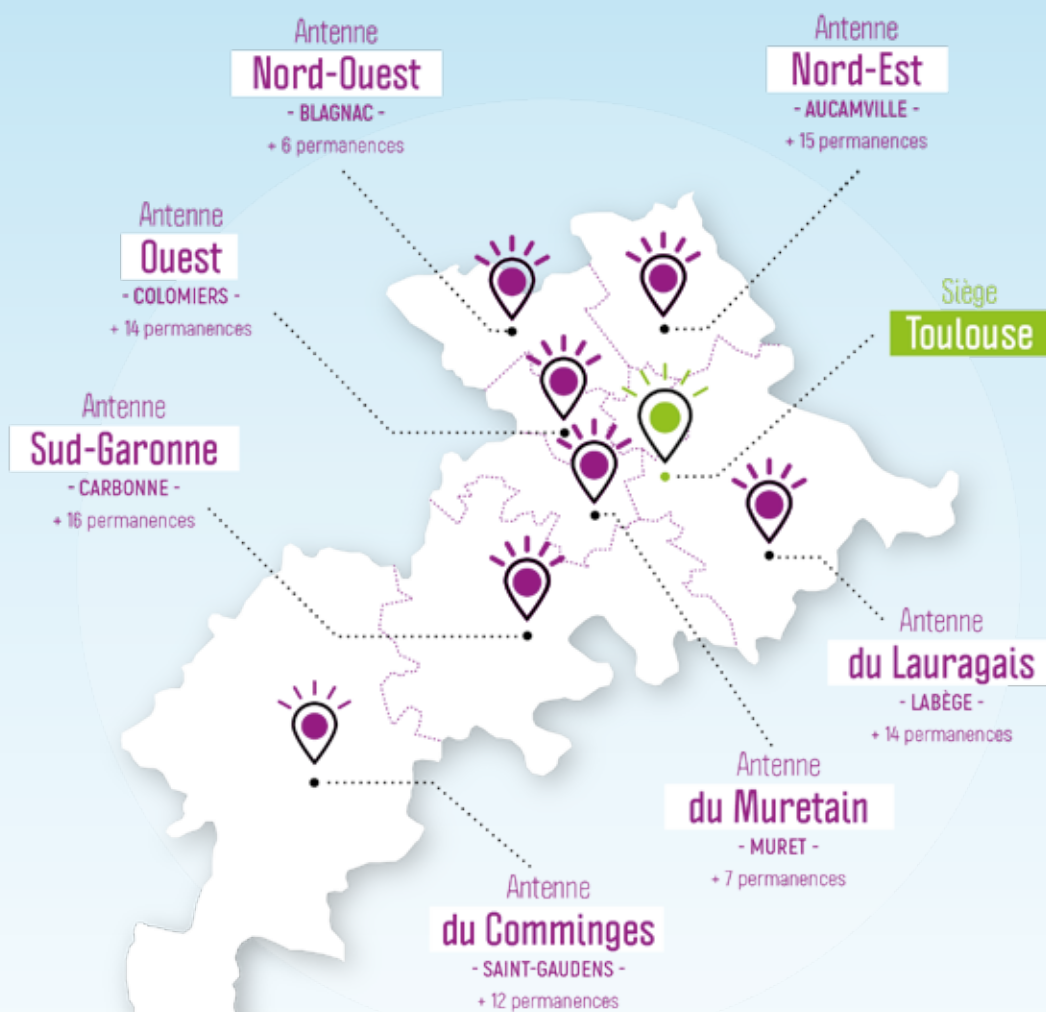 Antenne
Nord-Ouest
- BLAGNAC -
+ 6 permanences
Antenne
Nord-Est
- AUCAMVILLE -
+ 15 permanences
Antenne
Ouest
- COLOMIERS -
+ 14 permanences
Siège
Toulouse
Antenne
Sud-Garonne
- CARBONNE -
+ 16 permanences
Antenne
du Lauragais
- LABÈGE -
+ 14 permanences
Antenne
du Muretain
- MURET -
+ 7 permanences
Antenne
du Comminges
- SAINT-GAUDENS -
+ 12 permanences